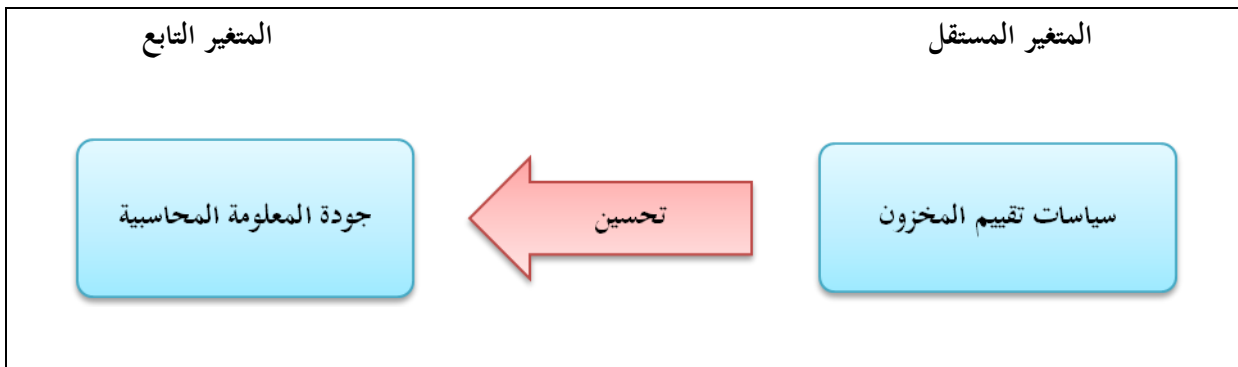 المتغير المستقل
المتغير التابع
سياسات تقييم المخزون
تحسين
جودة المعلومة المحاسبية